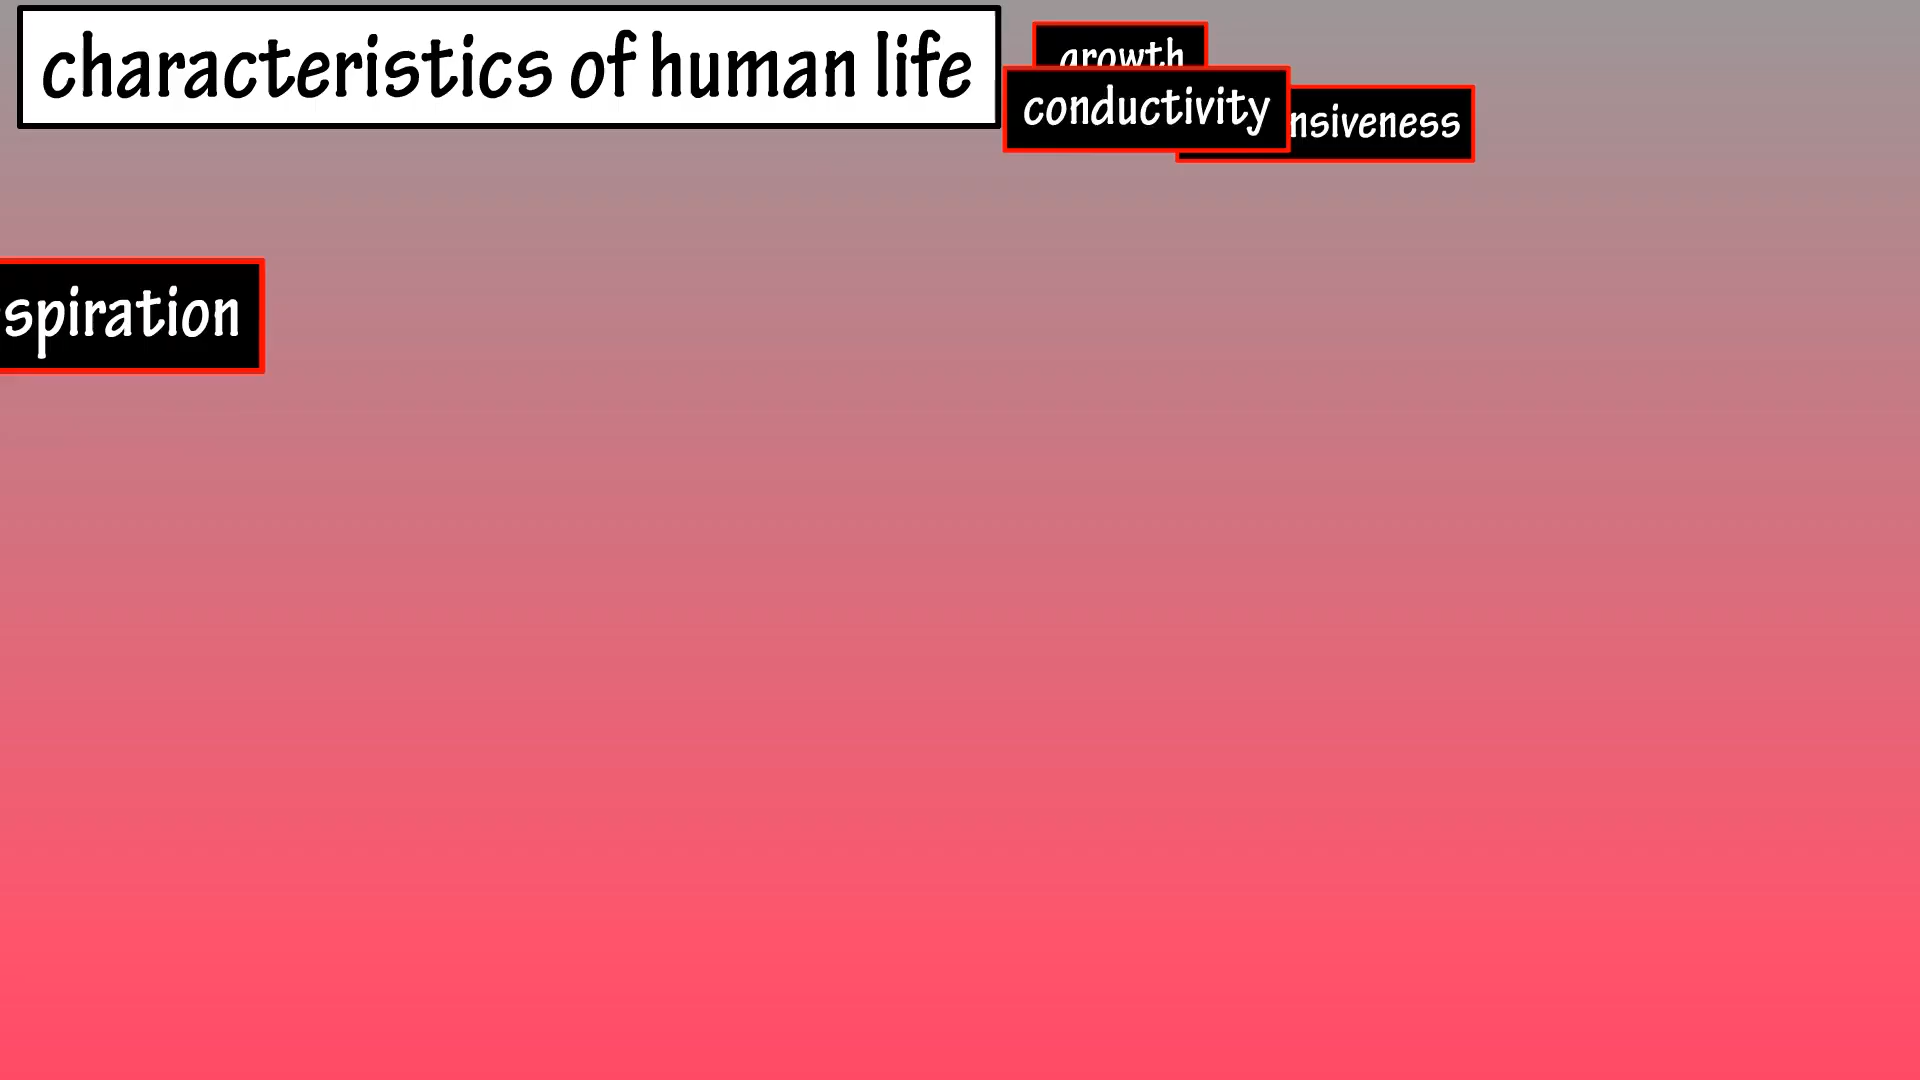 characteristics of human life
growth
conductivity
nsiveness
spiration